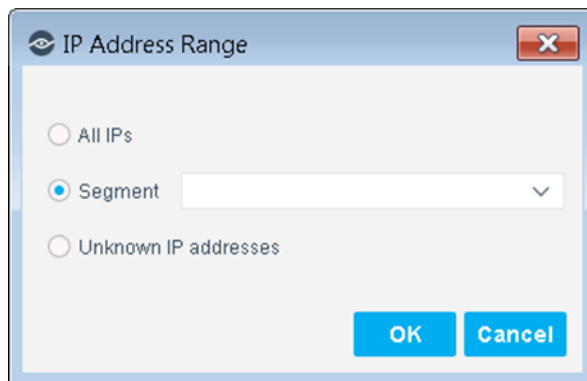 IP Address Range
All IPs
Segment
Unknown IP addresses
OK Cancel